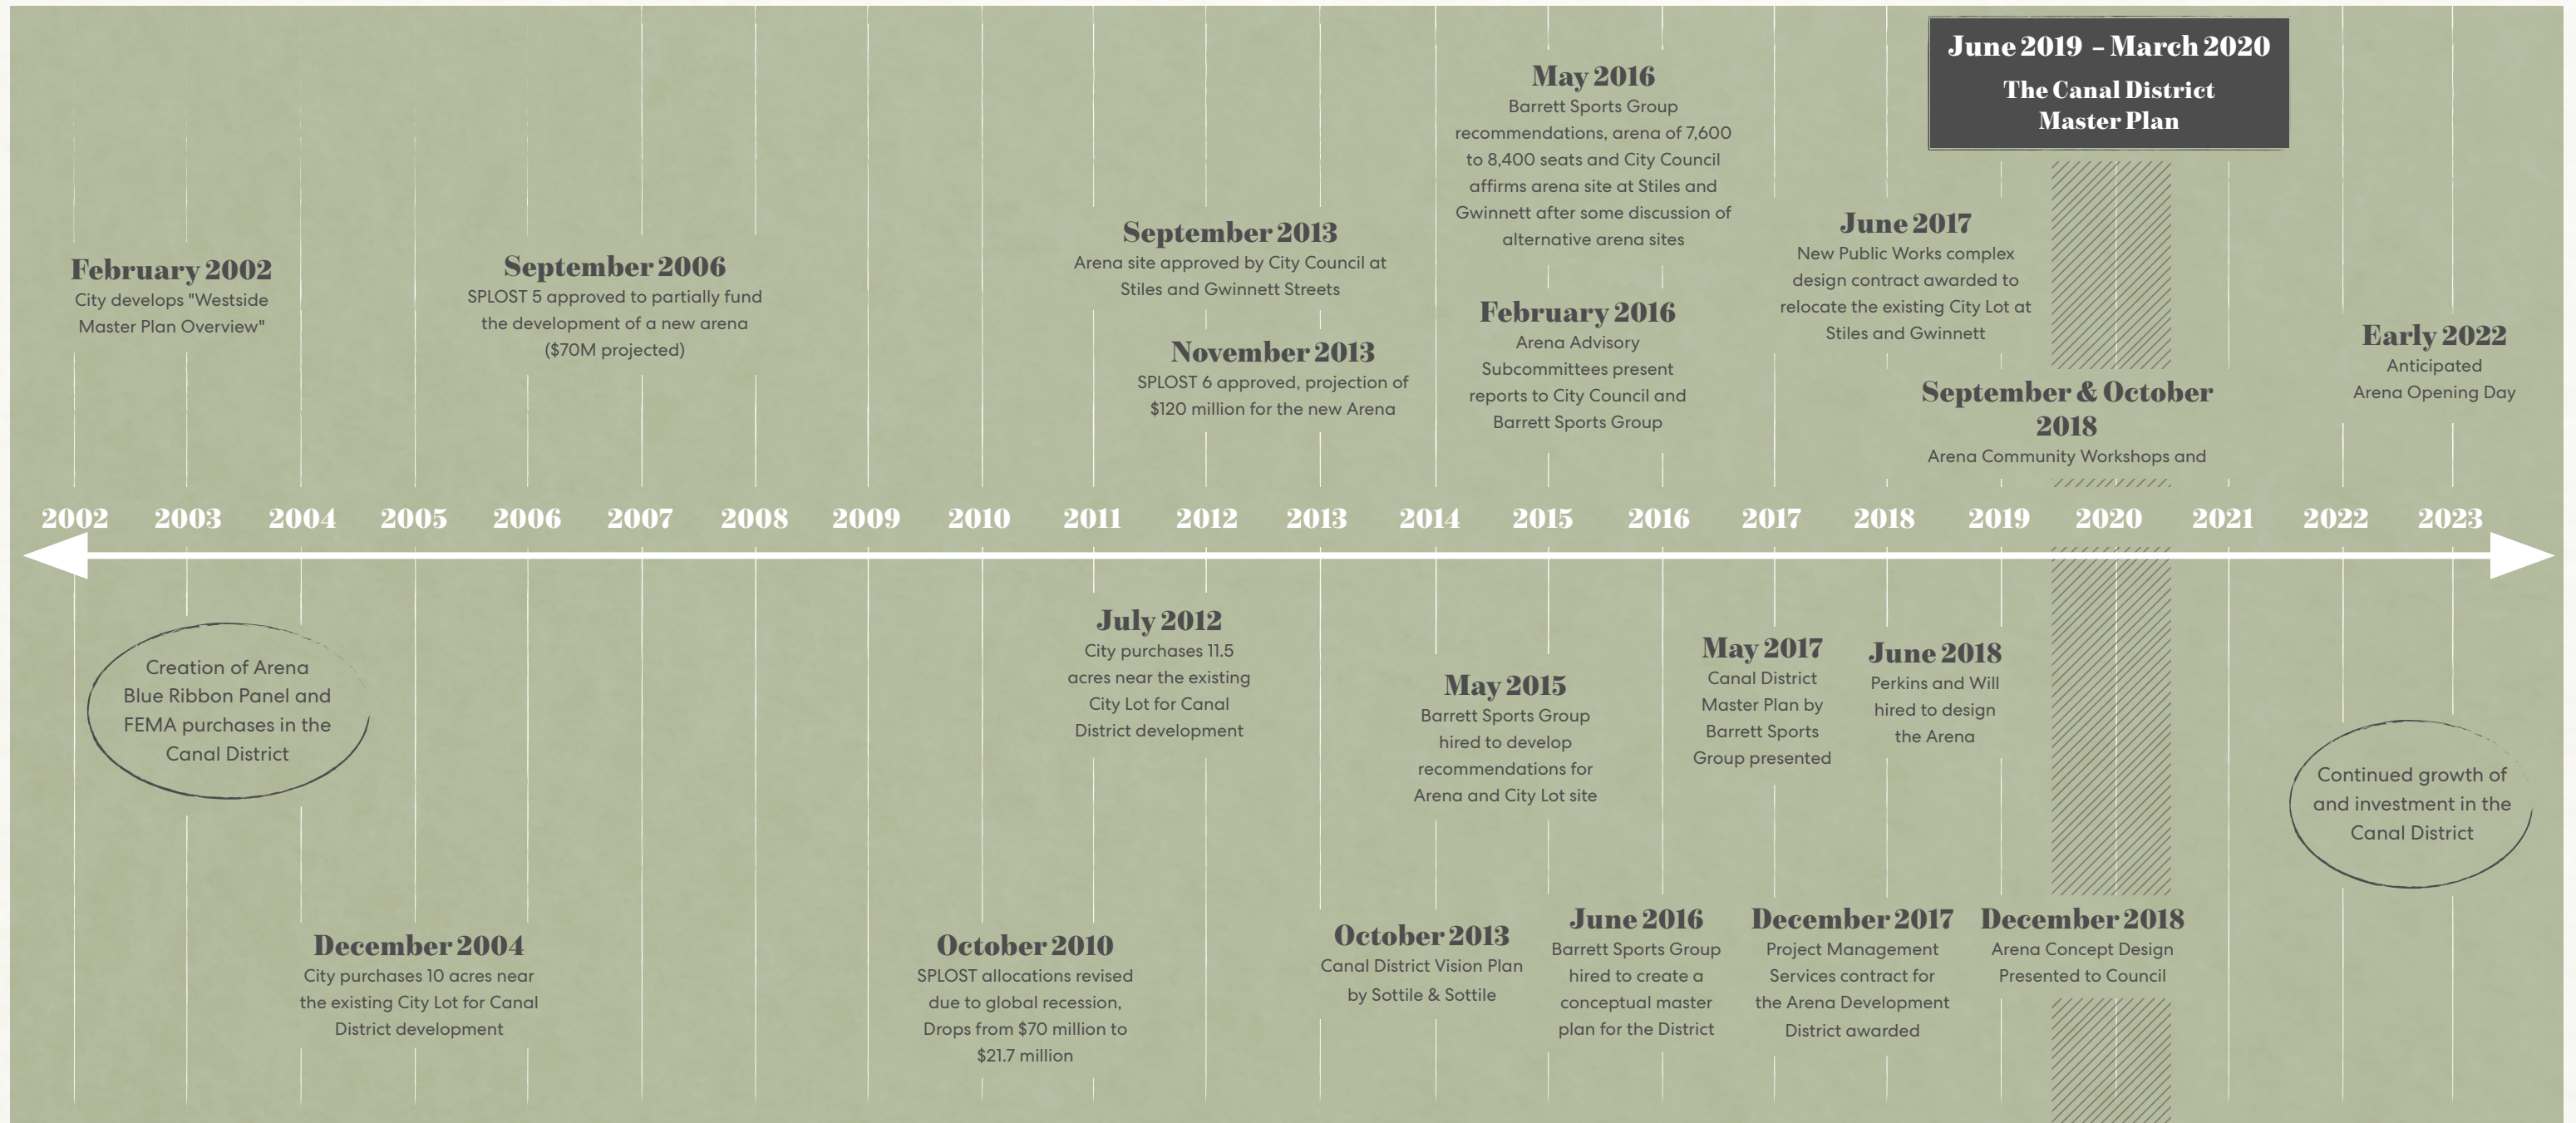 June 2019 – March 2020
The Canal District
Master Plan
February 2002
City develops "Westside
Master Plan Overview"
September 2006
SPLOST 5 approved to partially fund
the development of a new arena
($70M projected)
September 2013
Arena site approved by City Council at
Stiles and Gwinnett Streets
November 2013
SPLOST 6 approved, projection of
$120 million for the new Arena
May 2016
Barrett Sports Group
recommendations, arena of 7,600
to 8,400 seats and City Council
affirms arena site at Stiles and
Gwinnett after some discussion of
alternative arena sites
February 2016
Arena Advisory
Subcommittees present
reports to City Council and
Barrett Sports Group
June 2017
New Public Works complex
design contract awarded to
relocate the existing City Lot at
Stiles and Gwinnett
September & October
2018
Arena Community Workshops and
Early 2022
Anticipated
Arena Opening Day
2002 2003 2004 2005 2006 2007 2008 2009 2010 2011 2012 2013 2014 2015 2016 2017 2018 2019 2020 2021 2022 2023
Creation of Arena
Blue Ribbon Panel and
FEMA purchases in the
Canal District
July 2012
City purchases 11.5
acres near the existing
City Lot for Canal
District development
May 2015
Barrett Sports Group
hired to develop
recommendations for
Arena and City Lot site
May 2017
Canal District
Master Plan by
Barrett Sports
Group presented
June 2018
Perkins and Will
hired to design
the Arena
Continued growth of
and investment in the
Canal District
December 2004
City purchases 10 acres near
the existing City Lot for Canal
District development
October 2010
SPLOST allocations revised
due to global recession,
Drops from $70 million to
$21.7 million
October 2013
Canal District Vision Plan
by Sottile & Sottile
June 2016
Barrett Sports Group
hired to create a
conceptual master
plan for the District
December 2017
Project Management
Services contract for
the Arena Development
District awarded
December 2018
Arena Concept Design
Presented to Council